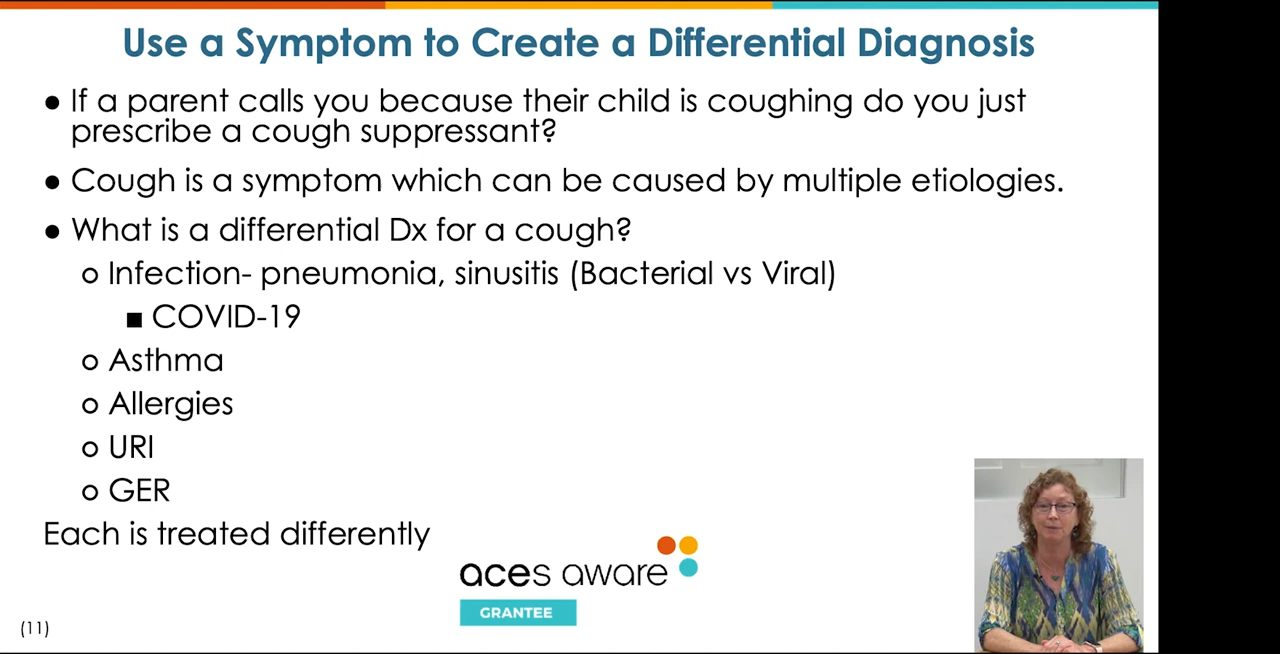 Use a Symptom to Create a Differential Diagnosis
● If a parent calls you because their child is coughing do you just
prescribe a cough suppressant?
● Cough is a symptom which can be caused by multiple etiologies.
● What is a differential Dx for a cough?
○ Infection- pneumonia, sinusitis (Bacterial vs Viral)
■ COVID-19
○ Asthma
○ Allergies
○ URI
○ GER
Each is treated differently
aces aware
GRANTEE
(11)